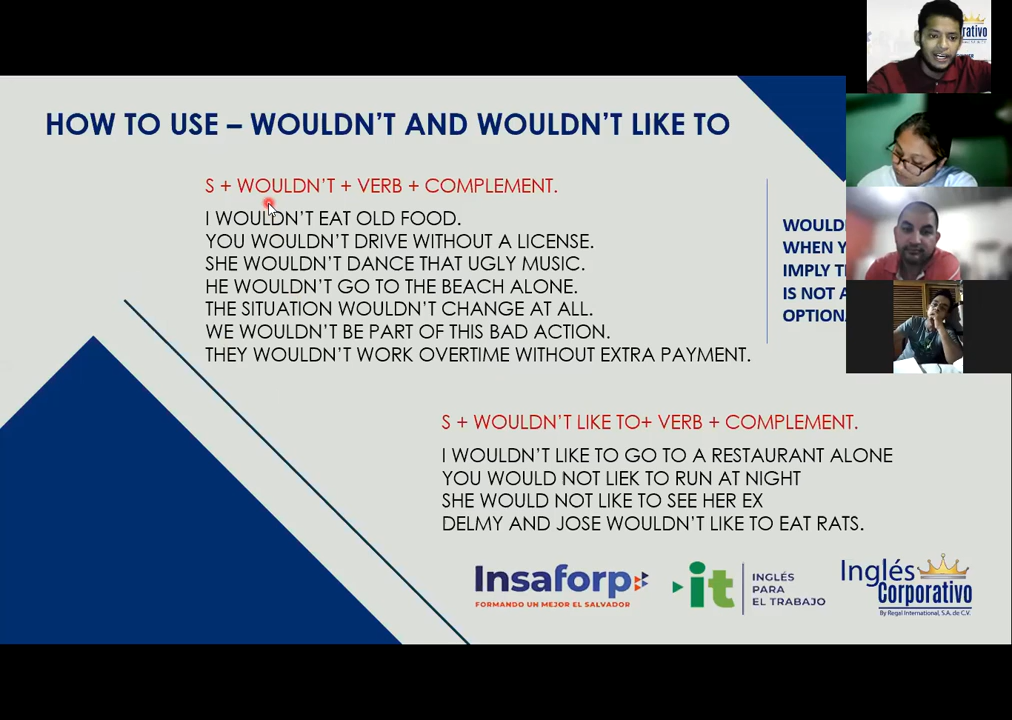 HOW TO USE – WOULDN'T AND WOULDN'T LIKE TO
S + WOULDN'T + VERB + COMPLEMENT.
I WOULDN'T EAT OLD FOOD.
YOU WOULDN'T DRIVE WITHOUT A LICENSE.
SHE WOULDN'T DANCE THAT UGLY MUSIC.
HE WOULDN'T GO TO THE BEACH ALONE.
THE SITUATION WOULDN'T CHANGE AT ALL.
WE WOULDN'T BE PART OF THIS BAD ACTION.
THEY WOULDN'T WORK OVERTIME WITHOUT EXTRA PAYMENT.
WHEN
IMPLY
IS NOT
S + WOULDN'T LIKE TO+ VERB + COMPLEMENT.
I WOULDN'T LIKE TO GO TO A RESTAURANT ALONE
YOU WOULD NOT LIEK TO RUN AT NIGHT
SHE WOULD NOT LIKE TO SEE HER EX
DELMY AND JOSE WOULDN'T LIKE TO EAT RATS.
Insaforp
FORMANDO UN MEJOR EL SALVADOR
it
INGLÉS
PARA
EL TRABAJO
Inglés
Corporativo
By Regal International, S.A. de C.V.